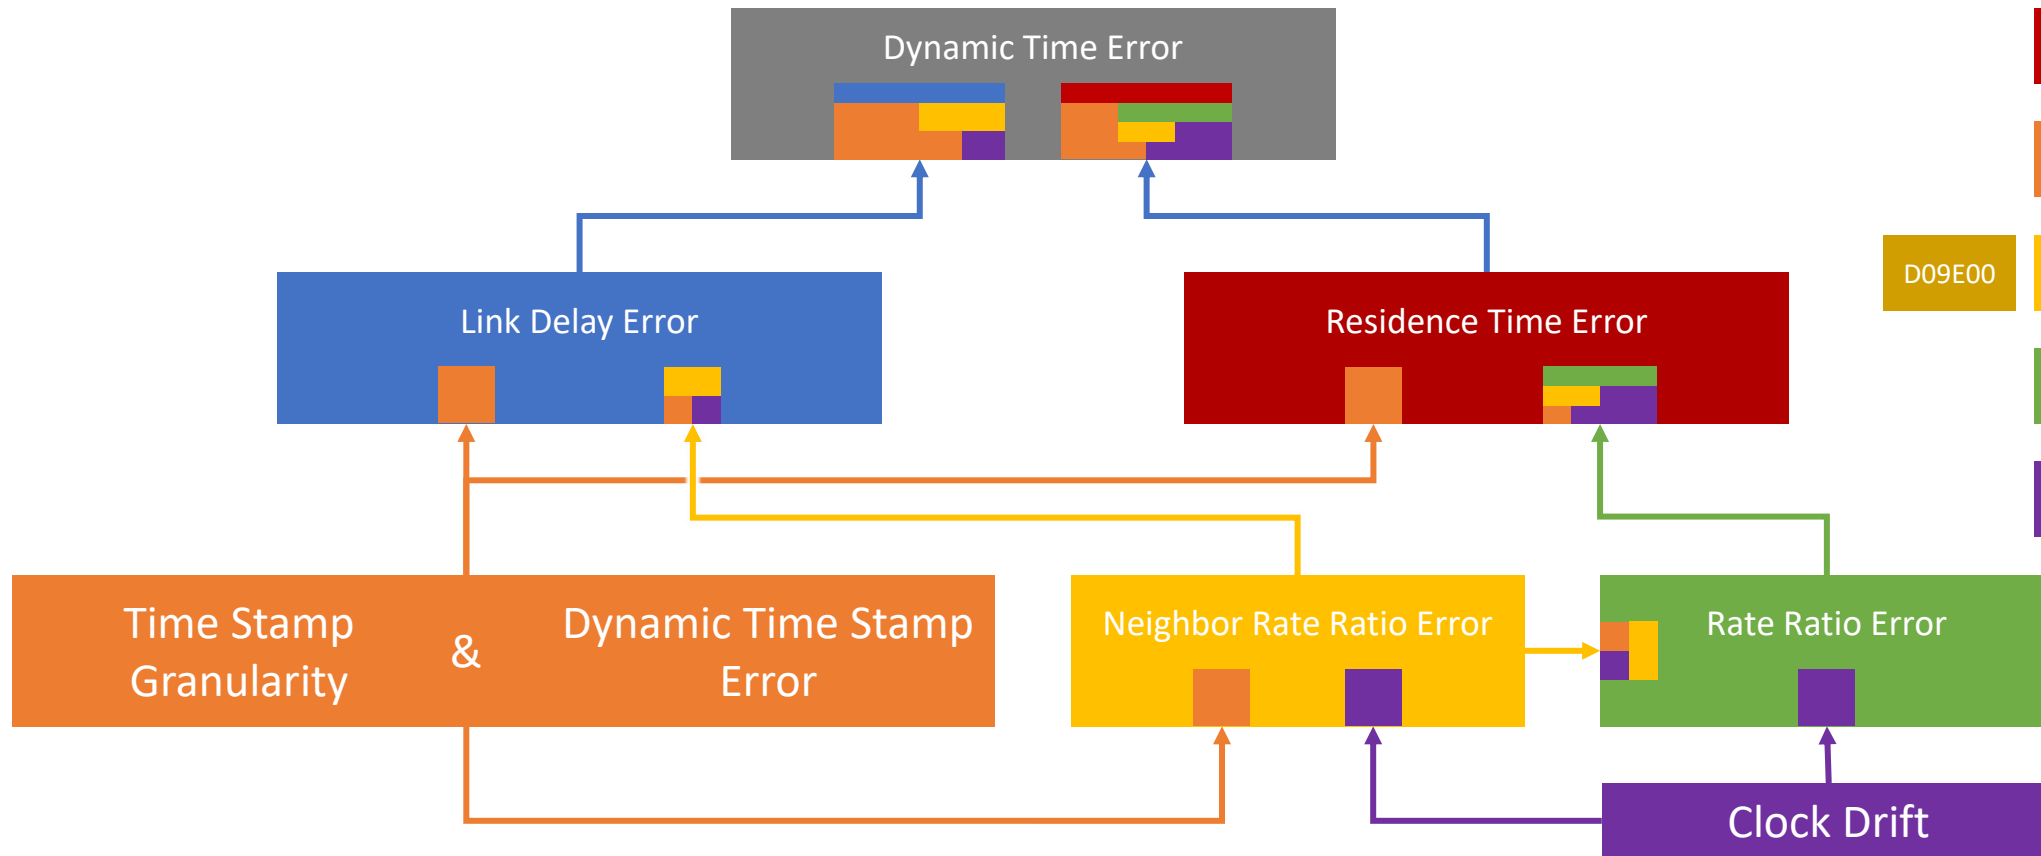 Dynamic Time Error
Link Delay Error
Residence Time Error
D09E00
Time Stamp
Granularity
&
Dynamic Time Stamp
Error
Neighbor Rate Ratio Error
Rate Ratio Error
Clock Drift